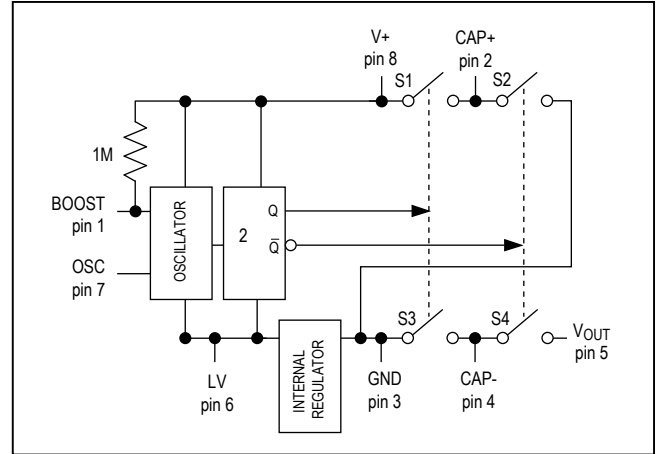 V+
pin 8
CAP+
pin 2
S1
S2
1M
BOOST
pin 1
OSCILLATOR
Q
2
Q̅
OSC
pin 7
S3
S4
VOUT
pin 5
LV
pin 6
INTERNAL
REGULATOR
GND
pin 3
CAP-
pin 4